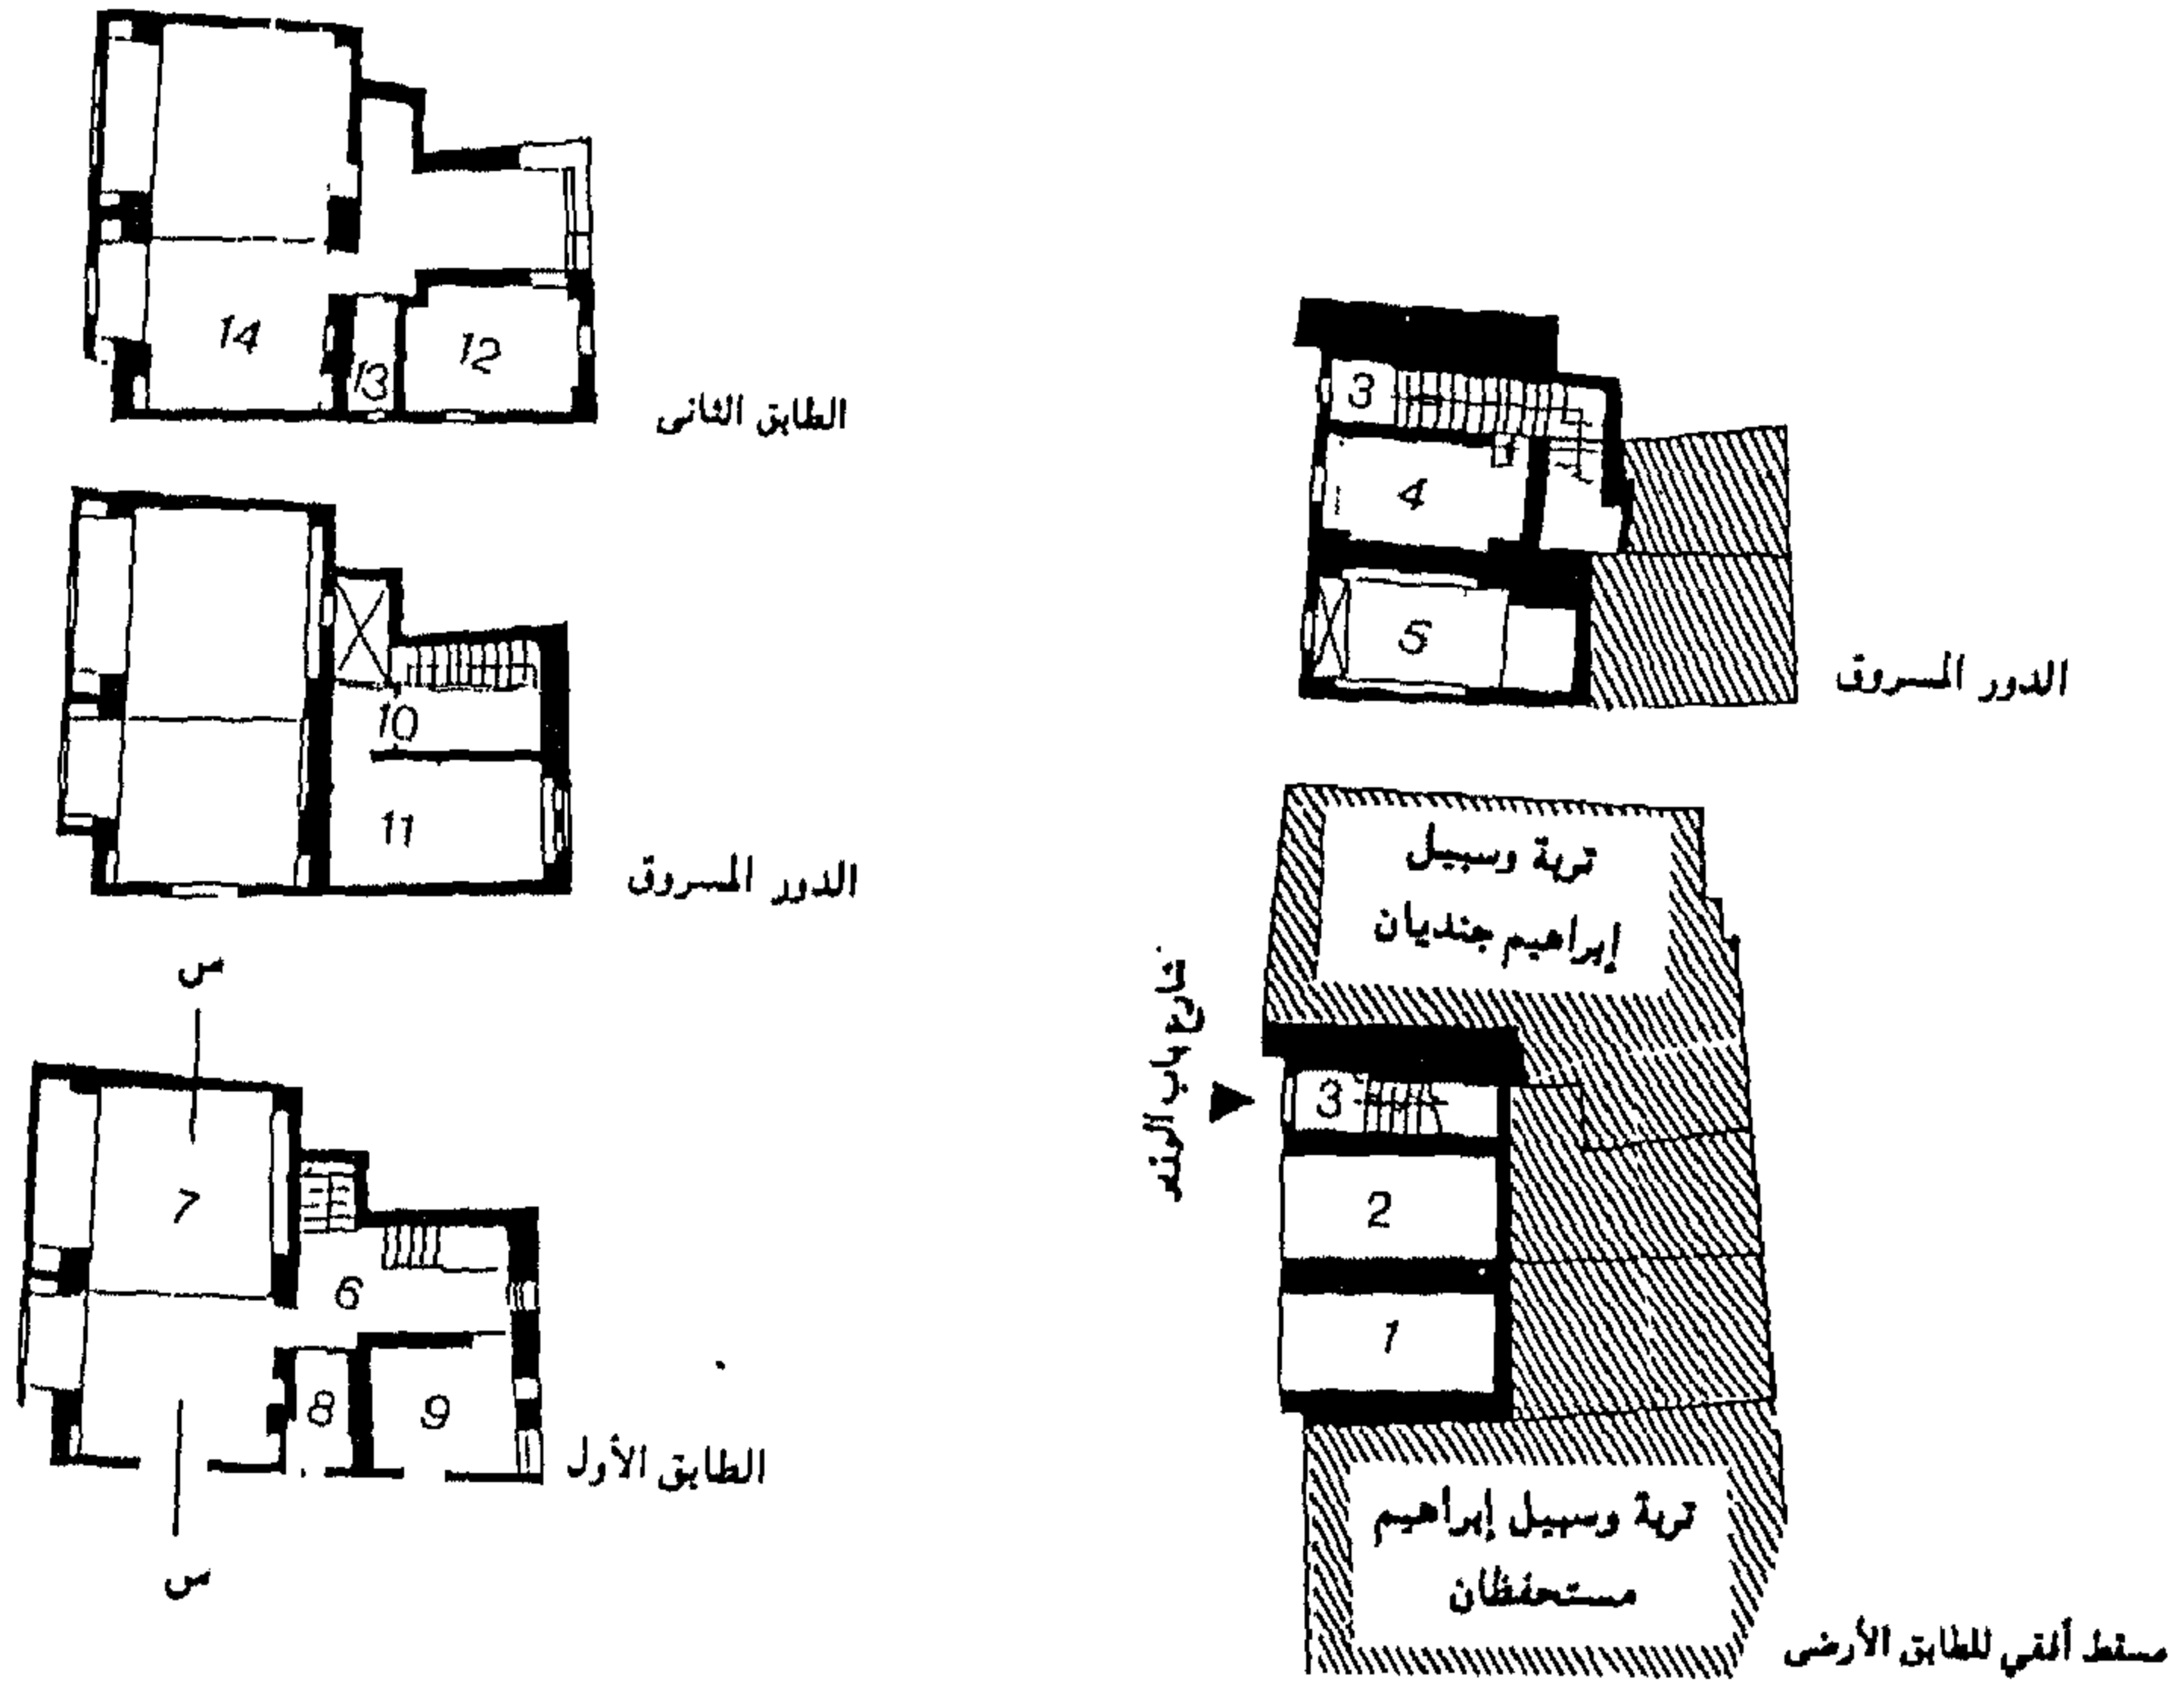 14
13
12
الطابق الثانى
10
11
الدور المسروق
س
7
6
8
9
الطابق الأول
س
3
4
5
الدور المسروق
تربة وسبيل
إبراهيم جنديان
شارع باب الوزير
3
2
1
تربة وسبيل إبراهيم
مستحفظان
مسقط أفقي للطابق الأرضى